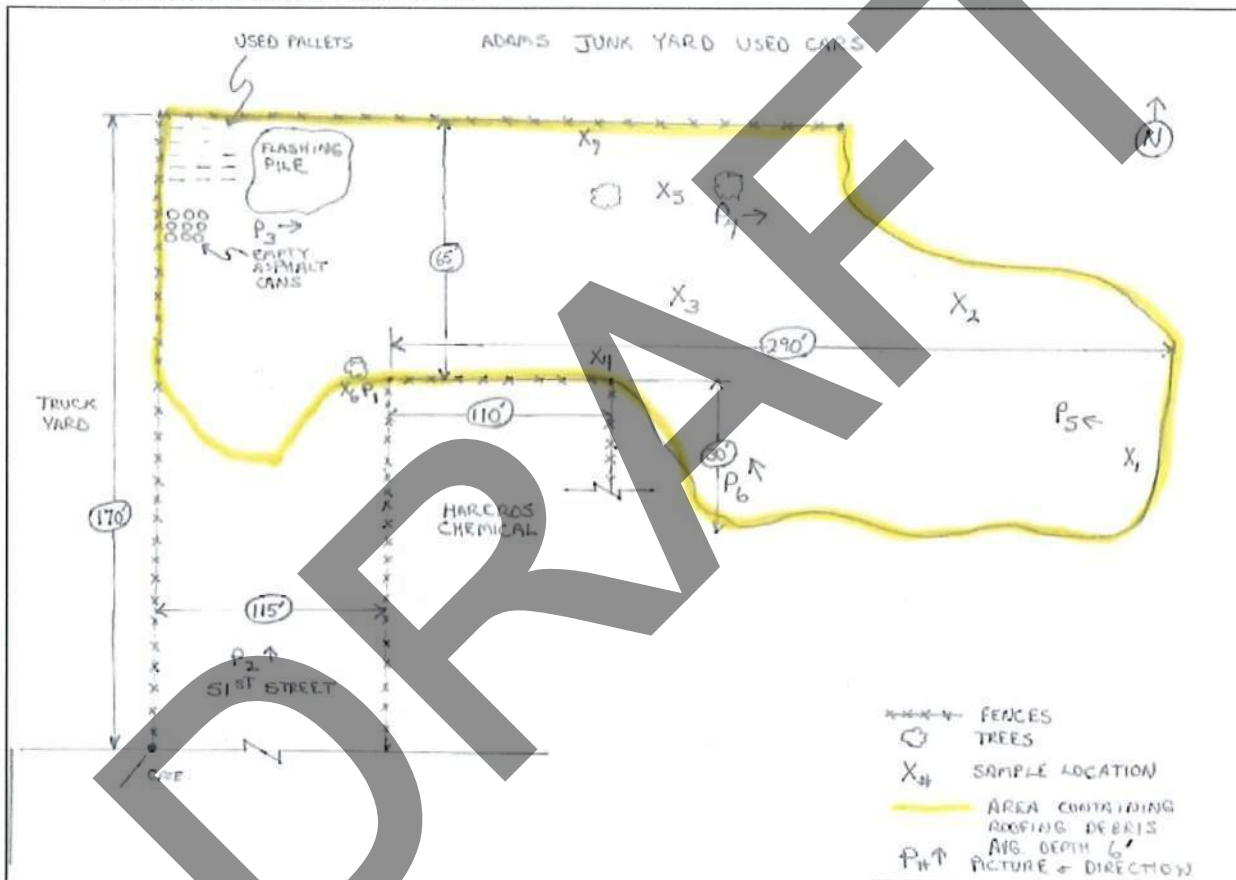 USED PALLETS
ADAMS JUNK YARD USED CARS
N
FLASHING
PILE
X7
X5
P4
P3
EMPTY
ASPHALT
CANS
65'
X3
X2
290'
X4
X6 P1
110'
TRUCK
YARD
P5
X1
80'
P6
170'
HARCROS
CHEMICAL
115'
P2
51ST STREET
GATE
FENCES
TREES
X# SAMPLE LOCATION
AREA CONTAINING
ROOFING DEBRIS
AVG. DEPTH 6'
P# PICTURE & DIRECTION
DRAFT